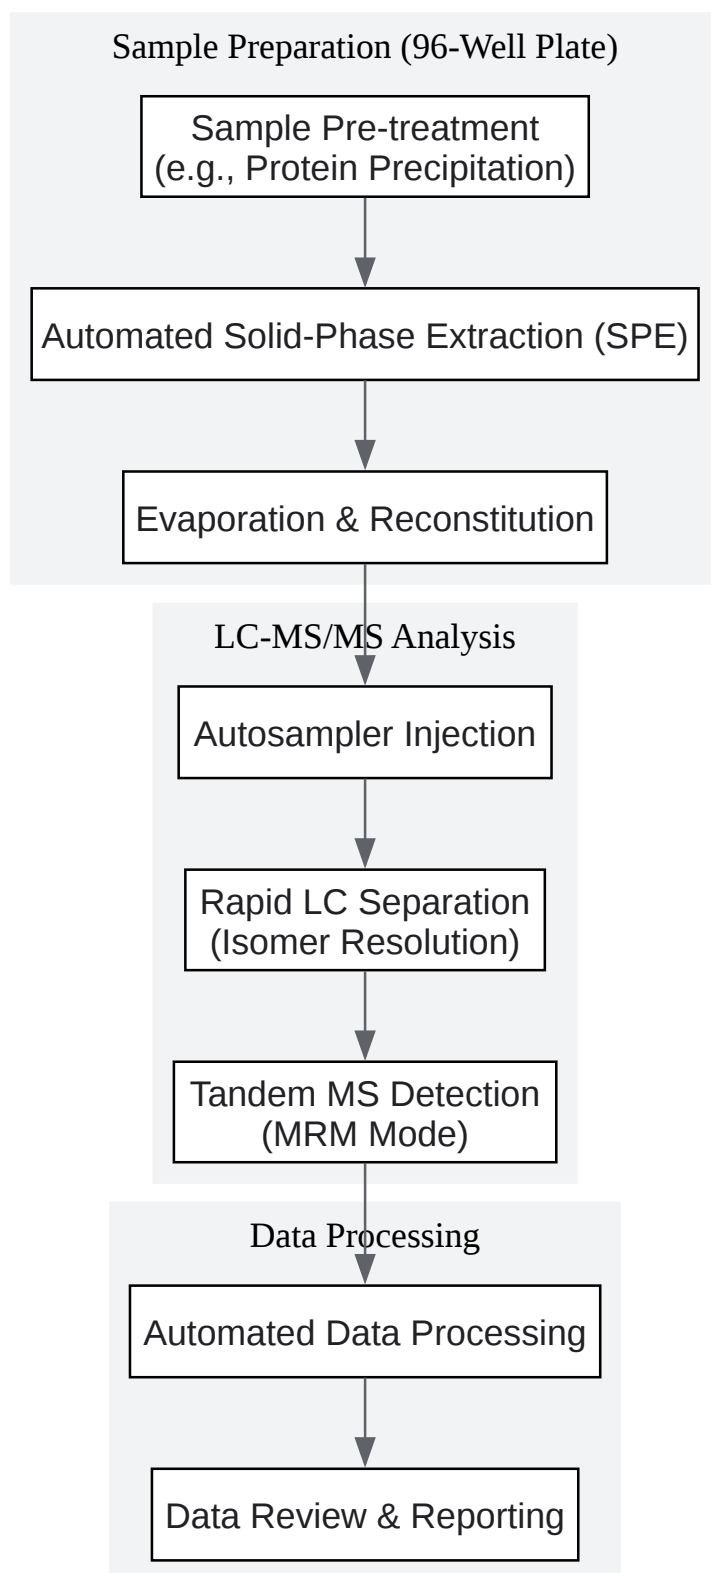 Sample Preparation (96-Well Plate)
Sample Pre-treatment
(e.g., Protein Precipitation)
Automated Solid-Phase Extraction (SPE)
Evaporation & Reconstitution
LC-MS/MS Analysis
Autosampler Injection
Rapid LC Separation
(Isomer Resolution)
Tandem MS Detection
(MRM Mode)
Data Processing
Automated Data Processing
Data Review & Reporting